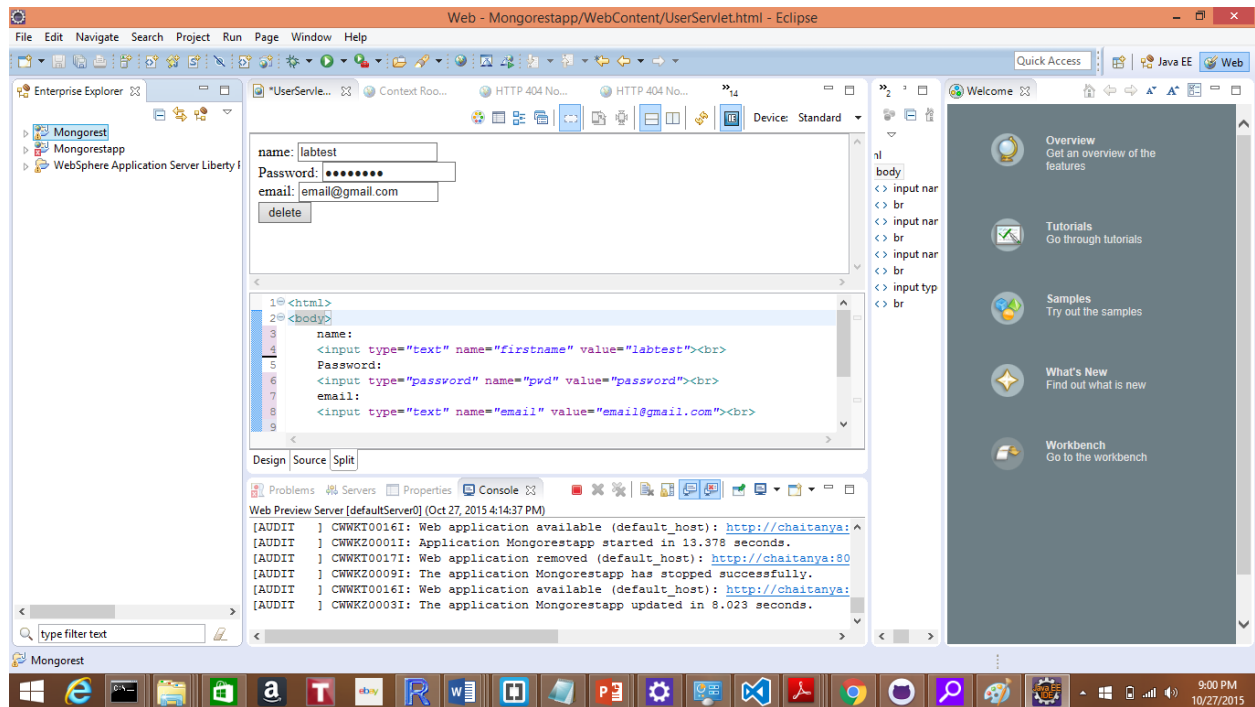 Web - Mongorestapp/WebContent/UserServlet.html - Eclipse
File Edit Navigate Search Project Run Page Window Help
Quick Access
Java EE
Web
Enterprise Explorer
Mongorest
Mongorestapp
WebSphere Application Server Liberty
*UserServle...
Context Roo...
HTTP 404 No...
HTTP 404 No...
»14
Device: Standard
name: labtest
Password: ●●●●●●●●
email: email@gmail.com
delete
1 <html>
2 <body>
3 name:
4 <input type="text" name="firstname" value="labtest"><br>
5 Password:
6 <input type="password" name="pwd" value="password"><br>
7 email:
8 <input type="text" name="email" value="email@gmail.com"><br>
9
Design Source Split
Problems Servers Properties Console
Web Preview Server [defaultServer0] (Oct 27, 2015 4:14:37 PM)
[AUDIT ] CWWKT0016I: Web application available (default_host): http://chaitanya:
[AUDIT ] CWWKZ0001I: Application Mongorestapp started in 13.378 seconds.
[AUDIT ] CWWKT0017I: Web application removed (default_host): http://chaitanya:80
[AUDIT ] CWWKZ0009I: The application Mongorestapp has stopped successfully.
[AUDIT ] CWWKT0016I: Web application available (default_host): http://chaitanya:
[AUDIT ] CWWKZ0003I: The application Mongorestapp updated in 8.023 seconds.
»2
body
<> input nar
<> br
<> input nar
<> br
<> input nar
<> br
<> input typ
<> br
Welcome
Overview
Get an overview of the
features
Tutorials
Go through tutorials
Samples
Try out the samples
What's New
Find out what is new
Workbench
Go to the workbench
type filter text
Mongorest
9:00 PM
10/27/2015